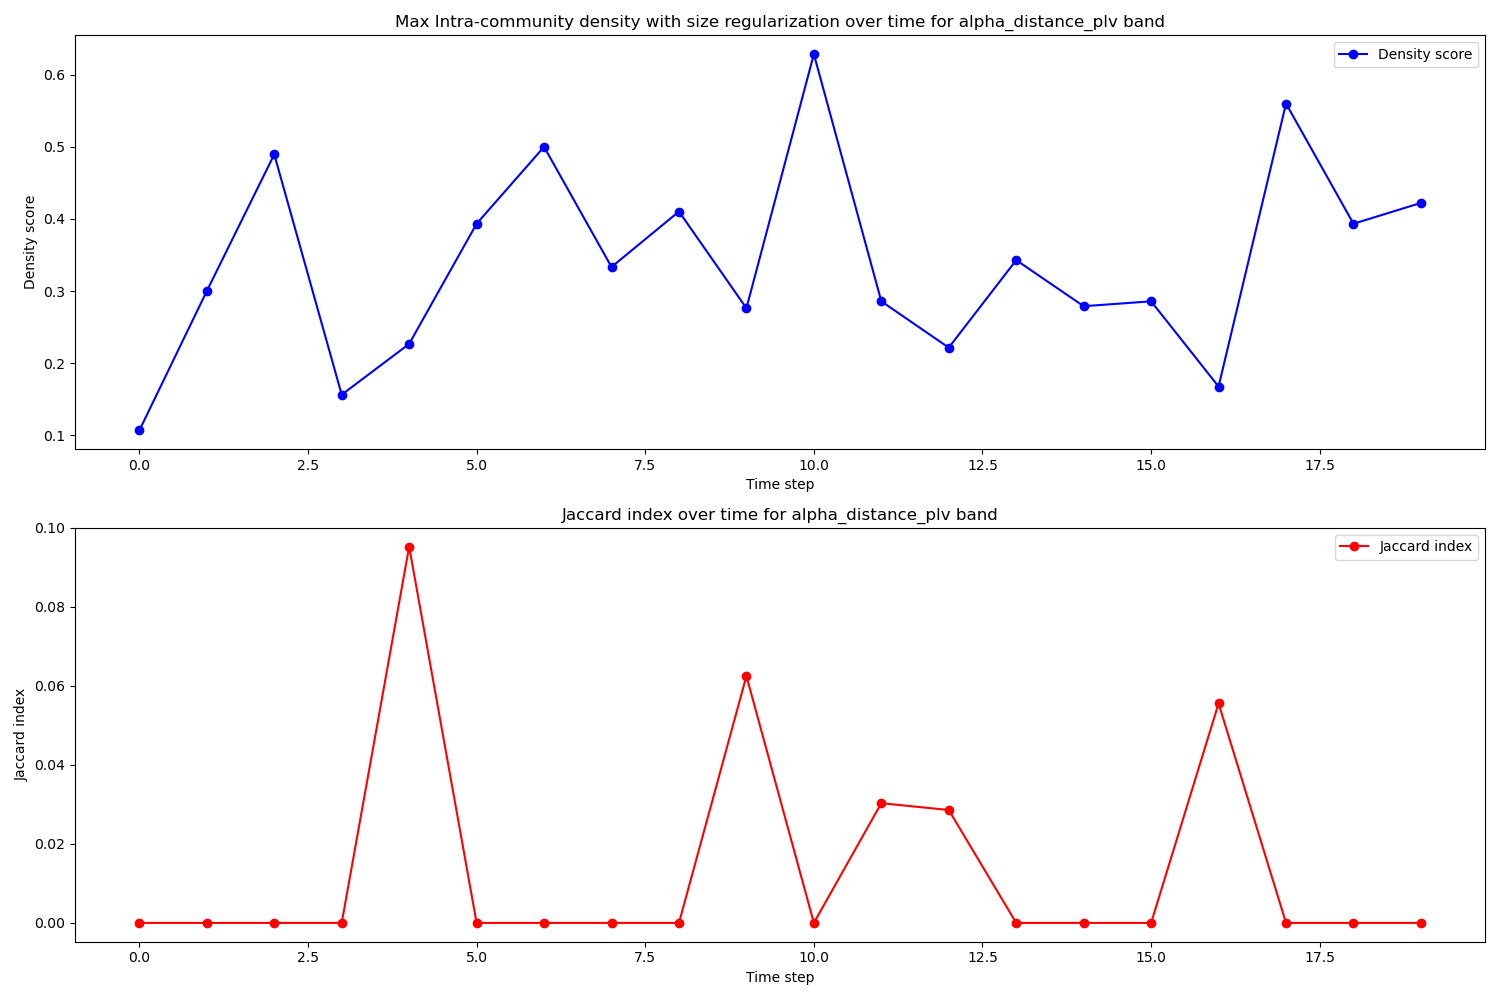 Max Intra-community density with size regularization over time for alpha_distance_plv band
Density score
0.6
0.5
0.4
0.3
0.2
0.1
Density score
0.0 2.5 5.0 7.5 10.0 12.5 15.0 17.5
Time step
Jaccard index over time for alpha_distance_plv band
Jaccard index
0.10
0.08
0.06
0.04
0.02
0.00
Jaccard index
0.0 2.5 5.0 7.5 10.0 12.5 15.0 17.5
Time step